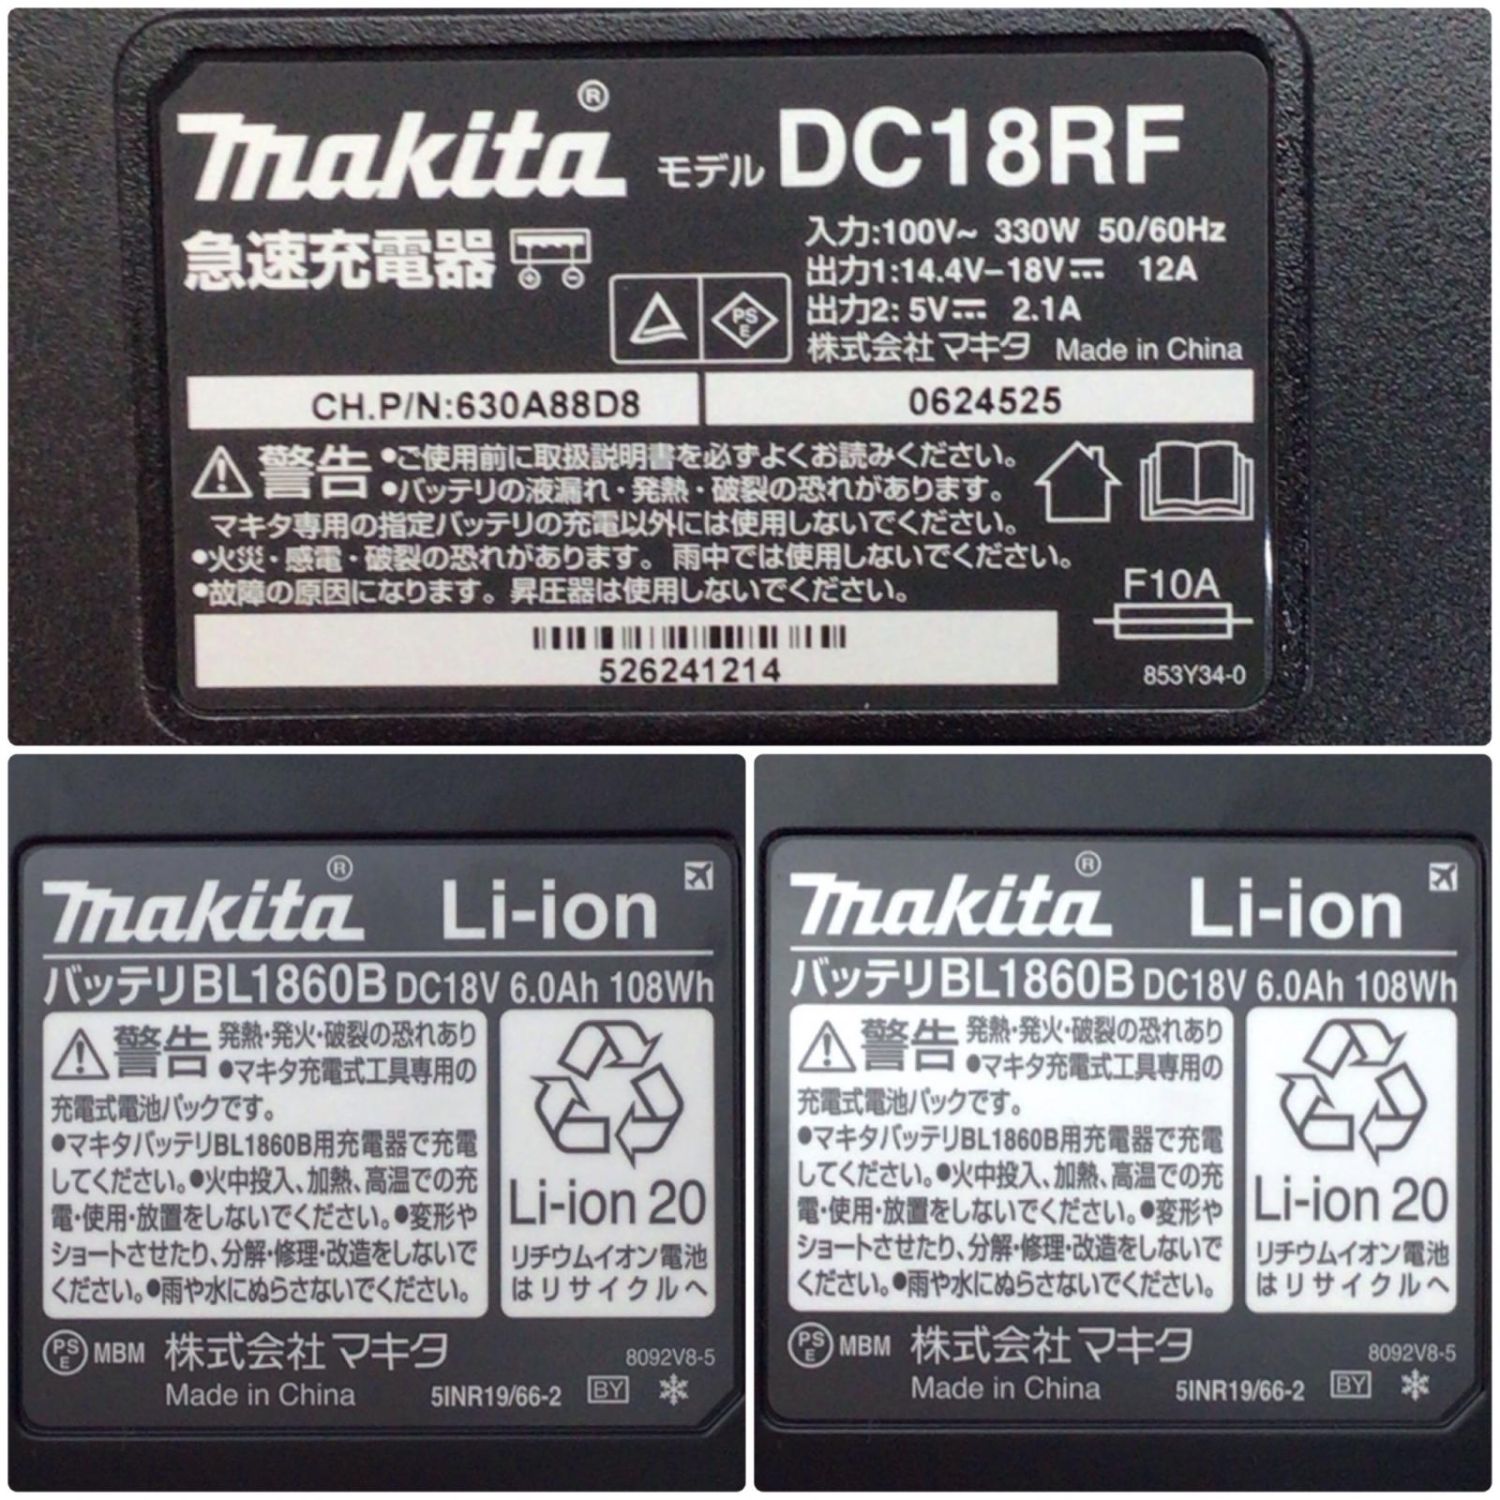 makita® モデル DC18RF
急速充電器
入力:100V~ 330W 50/60Hz
出力1:14.4V-18V⎓ 12A
出力2: 5V⎓ 2.1A
PS
E
株式会社マキタ Made in China
CH.P/N:630A88D8 0624525
⚠警告 •ご使用前に取扱説明書を必ずよくお読みください。
•バッテリの液漏れ・発熱・破裂の恐れがあります。
マキタ専用の指定バッテリの充電以外には使用しないでください。
•火災・感電・破裂の恐れがあります。雨中では使用しないでください。
•故障の原因になります。昇圧器は使用しないでください。
F10A
526241214
853Y34-0
makita® Li-ion
バッテリBL1860B DC18V 6.0Ah 108Wh
⚠警告 発熱・発火・破裂の恐れあり
•マキタ充電式工具専用の
充電式電池パックです。
•マキタバッテリBL1860B用充電器で充電
してください。•火中投入、加熱、高温での充
電・使用・放置をしないでください。•変形や
ショートさせたり、分解・修理・改造をしないで
ください。•雨や水にぬらさないでください。
Li-ion 20
リチウムイオン電池
はリサイクルへ
PS
E
MBM 株式会社マキタ 8092V8-5
Made in China 5INR19/66-2 BY
makita® Li-ion
バッテリBL1860B DC18V 6.0Ah 108Wh
⚠警告 発熱・発火・破裂の恐れあり
•マキタ充電式工具専用の
充電式電池パックです。
•マキタバッテリBL1860B用充電器で充電
してください。•火中投入、加熱、高温での充
電・使用・放置をしないでください。•変形や
ショートさせたり、分解・修理・改造をしないで
ください。•雨や水にぬらさないでください。
Li-ion 20
リチウムイオン電池
はリサイクルへ
PS
E
MBM 株式会社マキタ 8092V8-5
Made in China 5INR19/66-2 BY